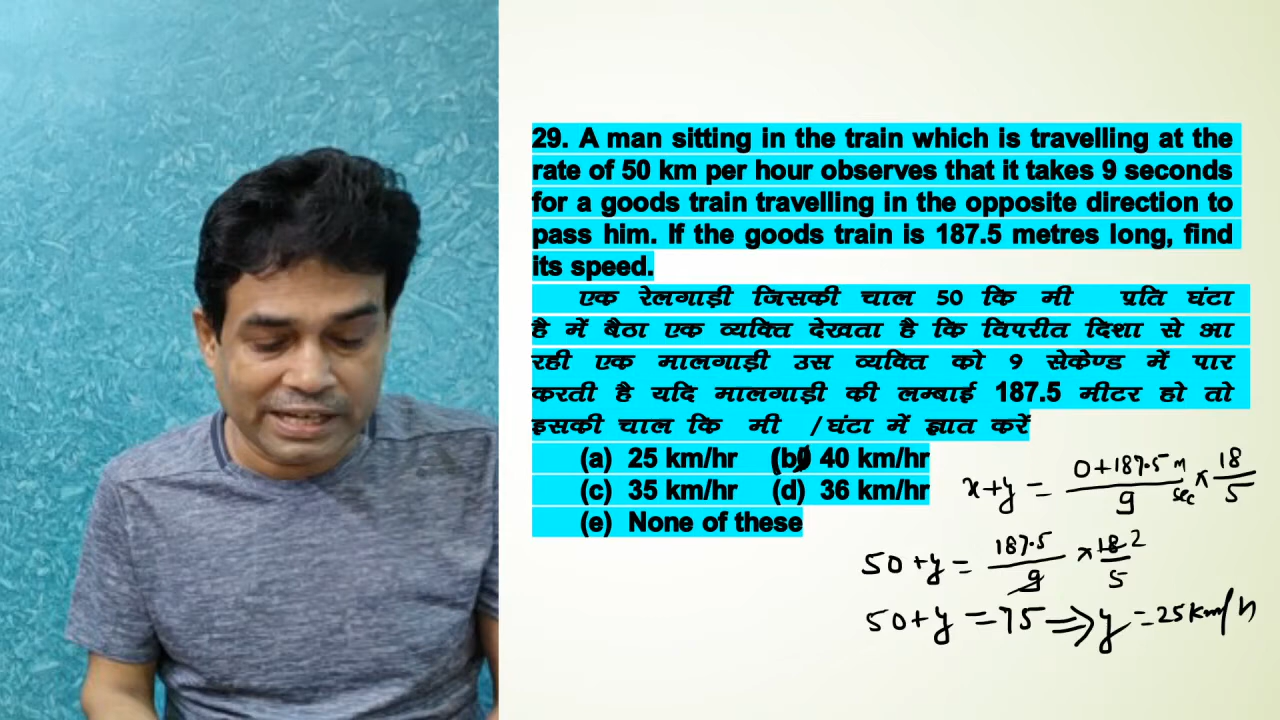 29. A man sitting in the train which is travelling at the
rate of 50 km per hour observes that it takes 9 seconds
for a goods train travelling in the opposite direction to
pass him. If the goods train is 187.5 metres long, find
its speed.
एक रेलगाड़ी जिसकी चाल 50 कि मी प्रति घंटा
है में बैठा एक व्यक्ति देखता है कि विपरीत दिशा से आ
रही एक मालगाड़ी उस व्यक्ति को 9 सेकेण्ड में पार
करती है यदि मालगाड़ी की लम्बाई 187.5 मीटर हो तो
इसकी चाल कि मी /घंटा में ज्ञात करें
(a) 25 km/hr (b) 40 km/hr
(c) 35 km/hr (d) 36 km/hr
(e) None of these
x+y = 0+187.5 m / 9 sec × 18/5
50+y = 187.5/9 × 18 2/5
50+y = 75 ⇒ y = 25 km/h